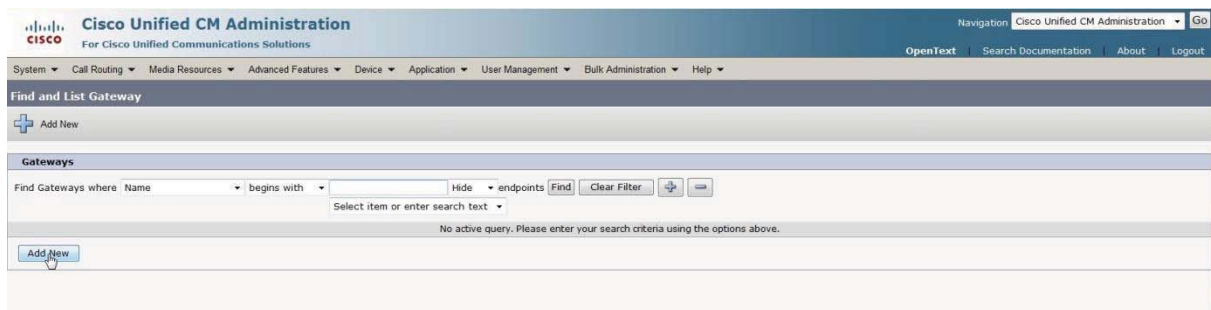 CISCO
Cisco Unified CM Administration
For Cisco Unified Communications Solutions
Navigation Cisco Unified CM Administration Go
OpenText Search Documentation About Logout
System Call Routing Media Resources Advanced Features Device Application User Management Bulk Administration Help
Find and List Gateway
Add New
Gateways
Find Gateways where Name begins with Hide endpoints Find Clear Filter
Select item or enter search text
No active query. Please enter your search criteria using the options above.
Add New